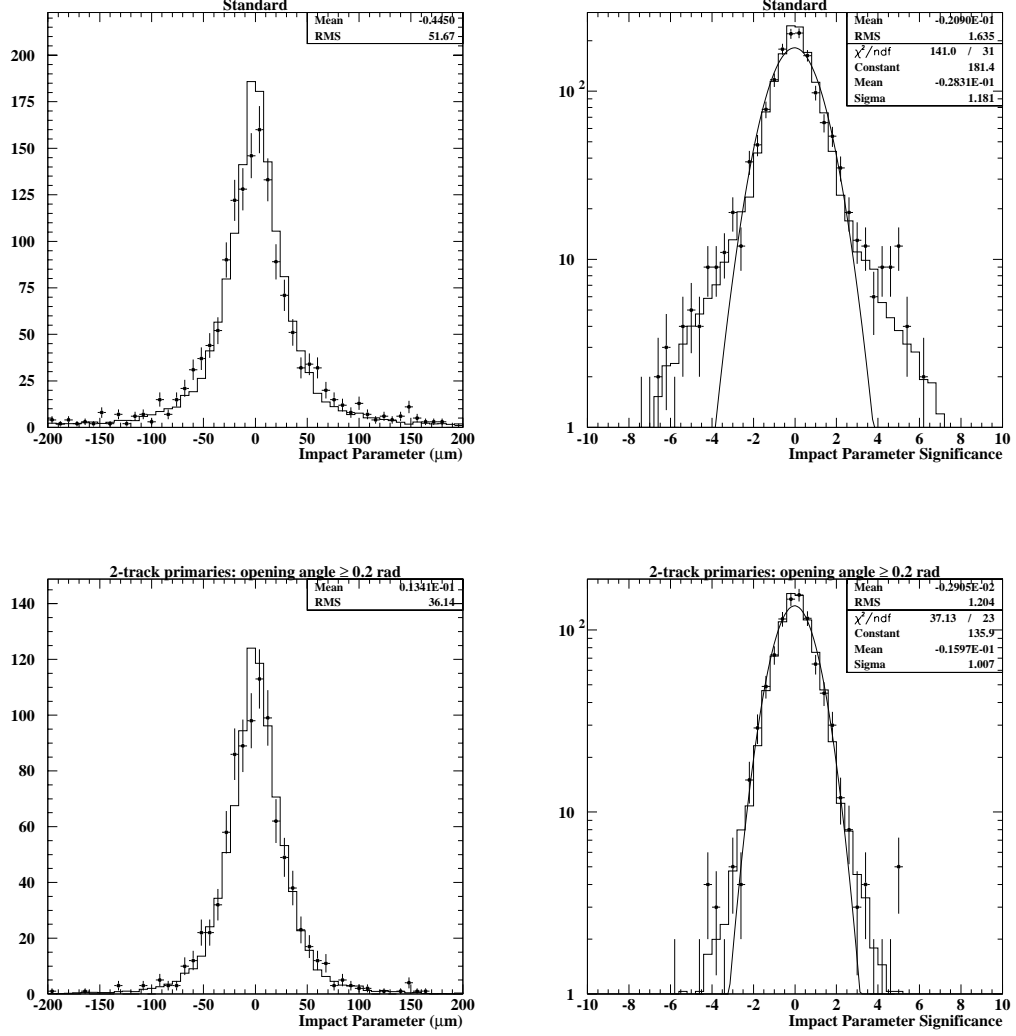 Standard
Mean -0.4450
RMS 51.67
200
175
150
125
100
75
50
25
0
-200 -150 -100 -50 0 50 100 150 200
Impact Parameter (μm)
Standard
Mean -0.2090E-01
RMS 1.635
χ²/ndf 141.0 / 31
Constant 181.4
Mean -0.2831E-01
Sigma 1.181
10²
10
1
-10 -8 -6 -4 -2 0 2 4 6 8 10
Impact Parameter Significance
2-track primaries: opening angle ≥ 0.2 rad
Mean 0.1341E-01
RMS 36.14
140
120
100
80
60
40
20
0
-200 -150 -100 -50 0 50 100 150 200
Impact Parameter (μm)
2-track primaries: opening angle ≥ 0.2 rad
Mean -0.2905E-02
RMS 1.204
χ²/ndf 37.13 / 23
Constant 135.9
Mean -0.1597E-01
Sigma 1.007
10²
10
1
-10 -8 -6 -4 -2 0 2 4 6 8 10
Impact Parameter Significance